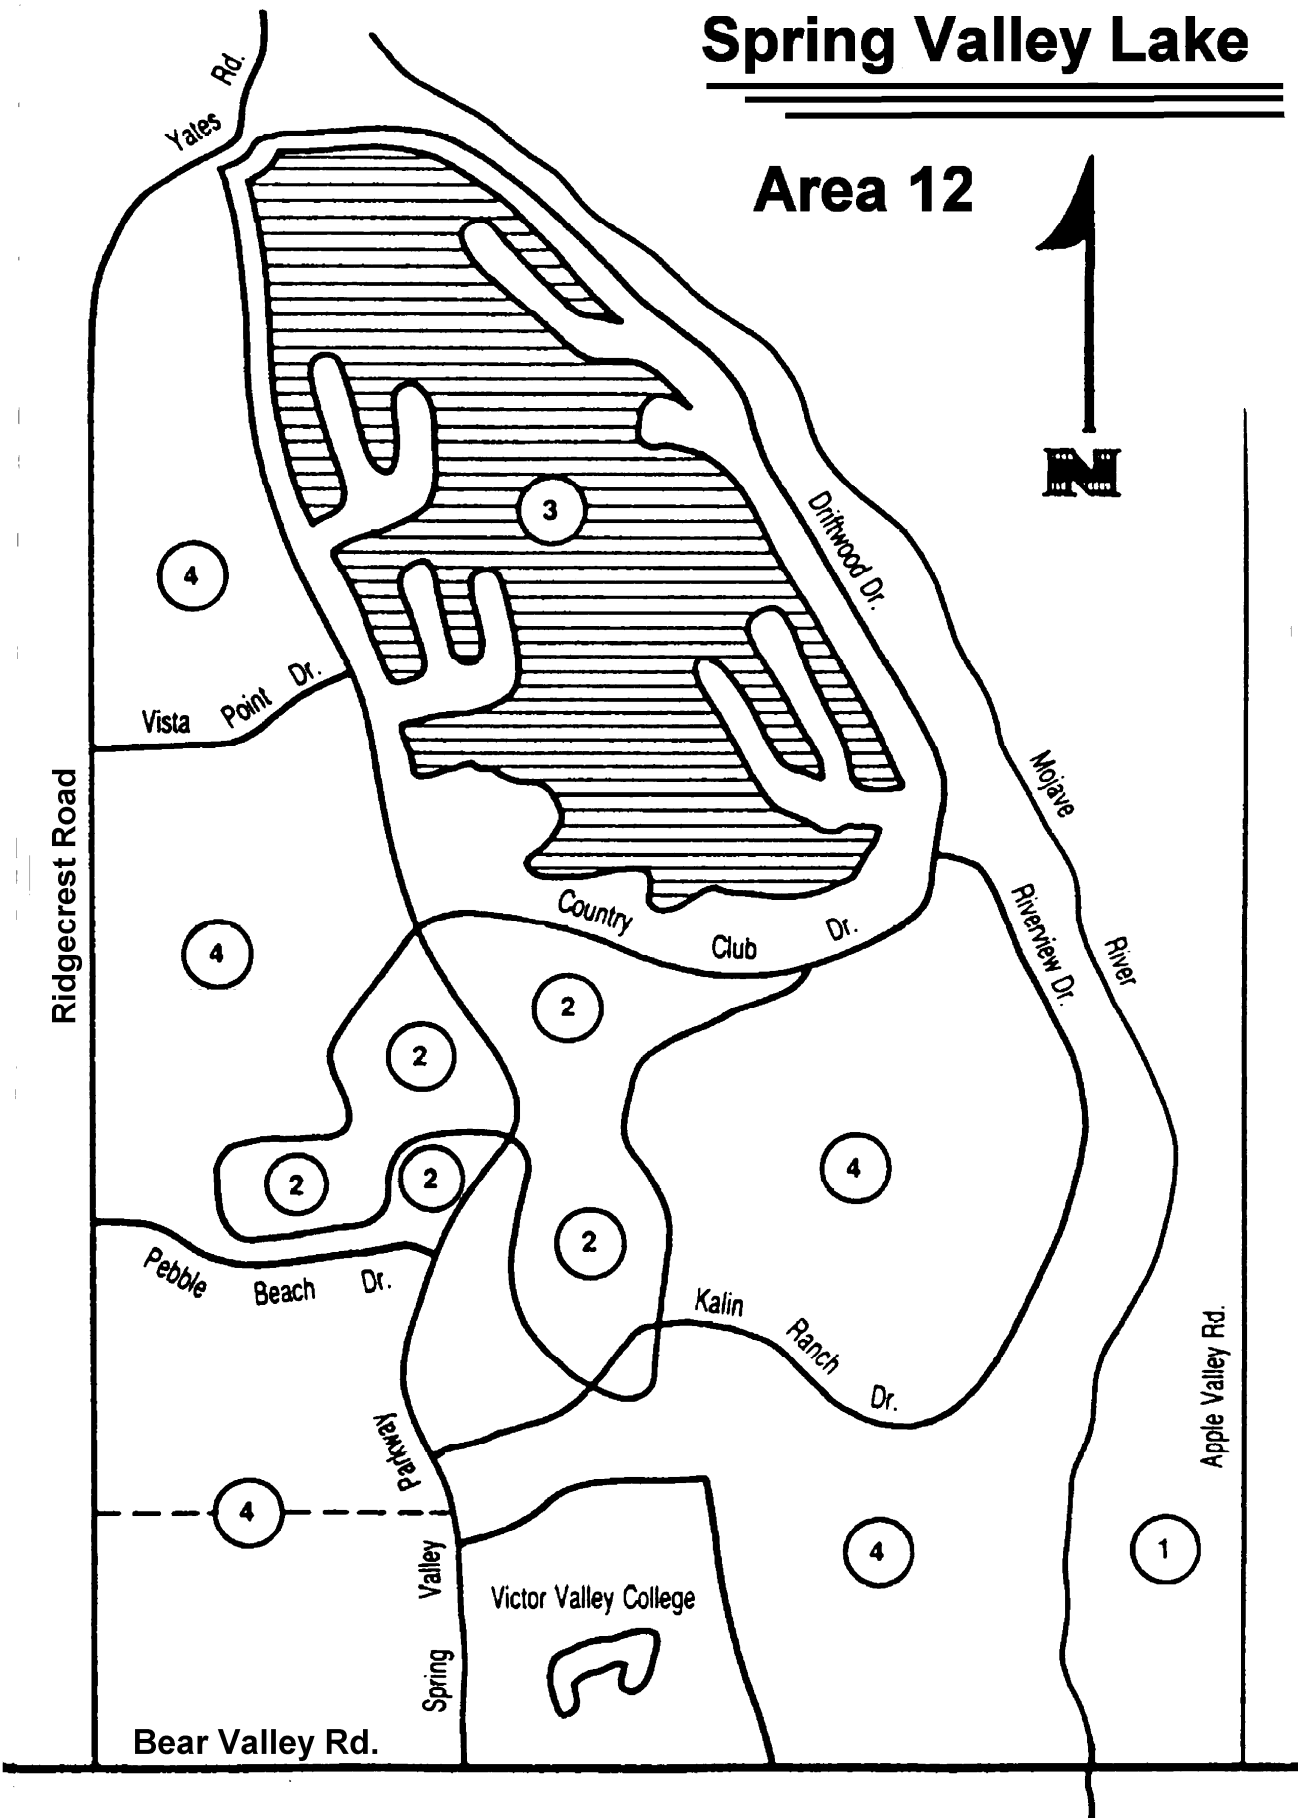 Spring Valley Lake
Area 12
Yates Rd.
N
3
Driftwood Dr.
4
Vista Point Dr.
Mojave River
Ridgecrest Road
Riverview Dr.
Country Club Dr.
4
2
2
4
2
2
2
Pebble Beach Dr.
Kalin Ranch Dr.
Apple Valley Rd.
Spring Valley Parkway
4
4
1
Victor Valley College
Bear Valley Rd.